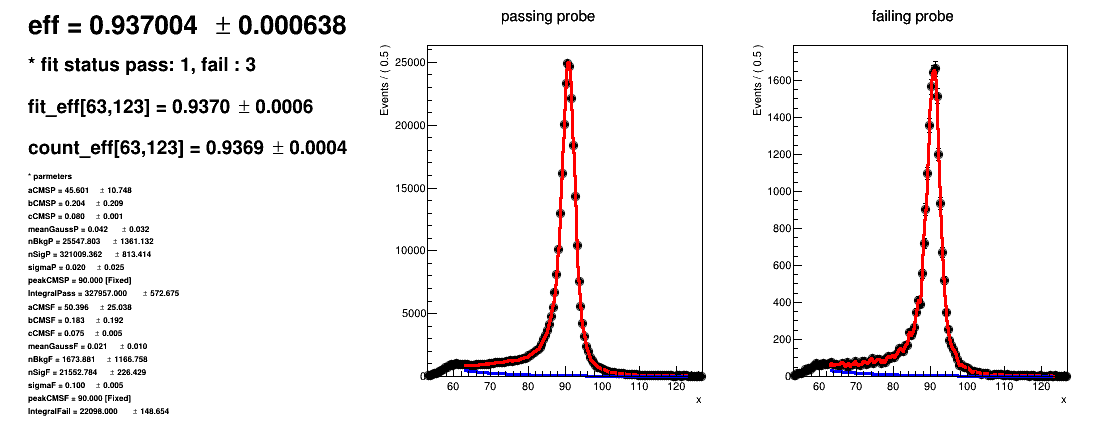 eff = 0.937004 ± 0.000638
* fit status pass: 1, fail : 3
fit_eff[63,123] = 0.9370 ± 0.0006
count_eff[63,123] = 0.9369 ± 0.0004
* parmeters
aCMSP = 45.601 ± 10.748
bCMSP = 0.204 ± 0.209
cCMSP = 0.080 ± 0.001
meanGaussP = 0.042 ± 0.032
nBkgP = 25547.803 ± 1361.132
nSigP = 321009.362 ± 813.414
sigmaP = 0.020 ± 0.025
peakCMSP = 90.000 [Fixed]
IntegralPass = 327957.000 ± 572.675
aCMSF = 50.396 ± 25.038
bCMSF = 0.183 ± 0.192
cCMSF = 0.075 ± 0.005
meanGaussF = 0.021 ± 0.010
nBkgF = 1673.881 ± 1166.758
nSigF = 21552.784 ± 226.429
sigmaF = 0.100 ± 0.005
peakCMSF = 90.000 [Fixed]
IntegralFail = 22098.000 ± 148.654
passing probe
Events / ( 0.5 )
25000
20000
15000
10000
5000
0
60 70 80 90 100 110 120
x
failing probe
Events / ( 0.5 )
1600
1400
1200
1000
800
600
400
200
0
60 70 80 90 100 110 120
x